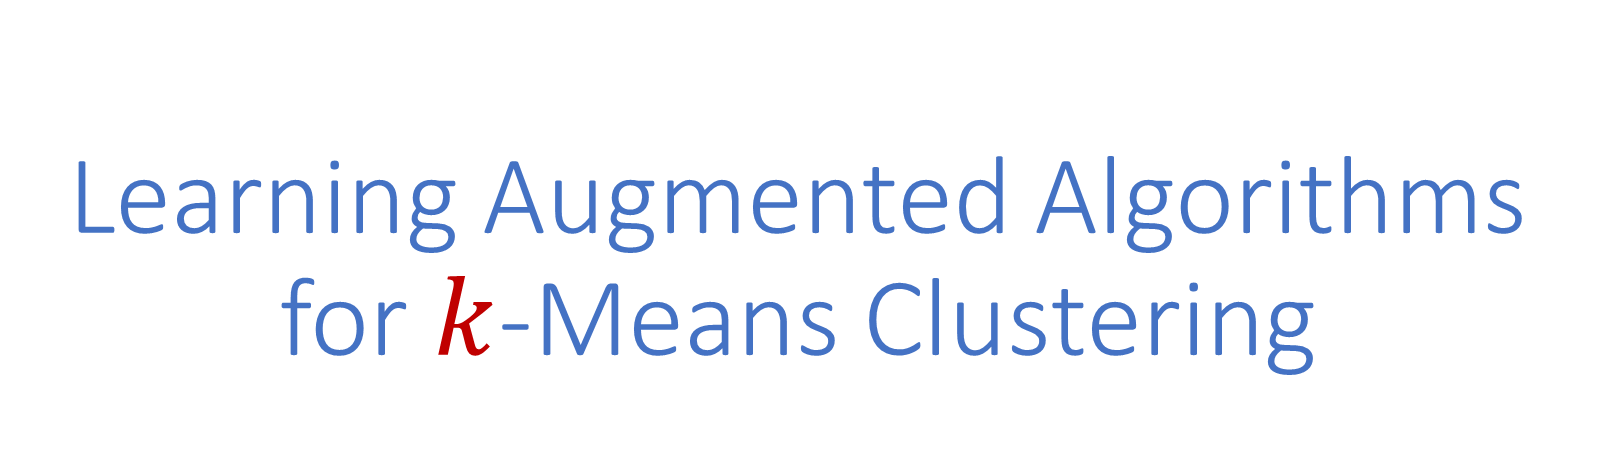 Learning Augmented Algorithms
for k-Means Clustering